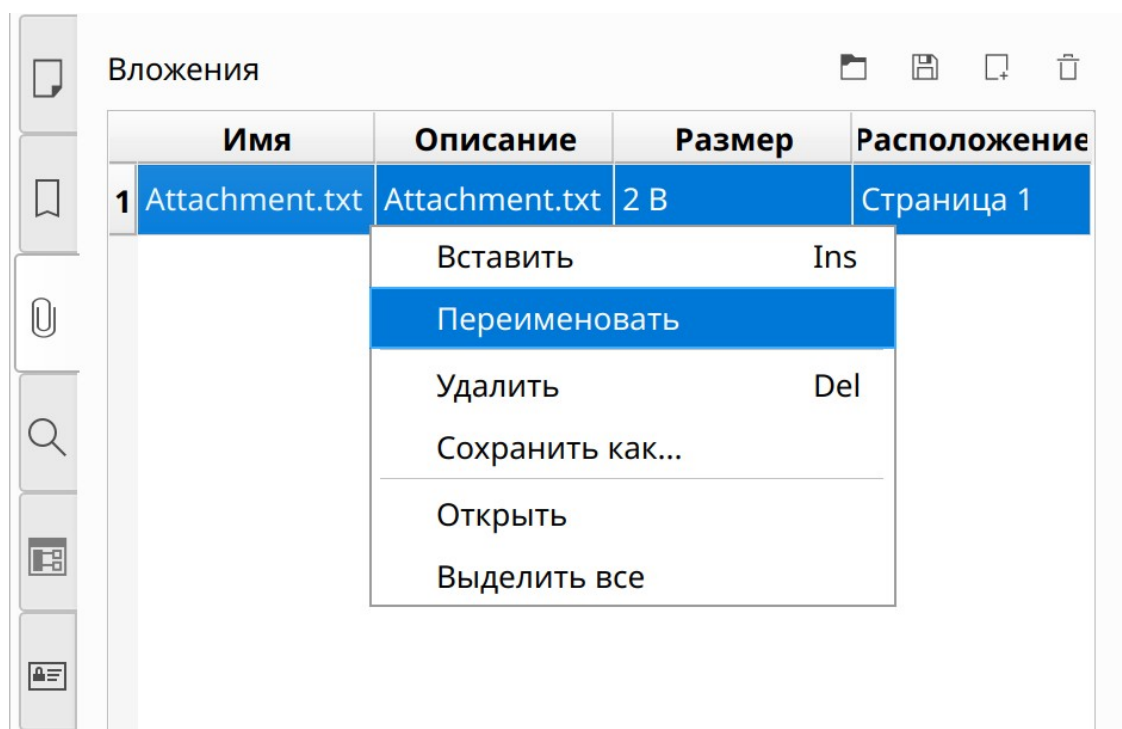 Вложения
Имя Описание Размер Расположение
1 Attachment.txt Attachment.txt 2 В Страница 1
Вставить Ins
Переименовать
Удалить Del
Сохранить как...
Открыть
Выделить все